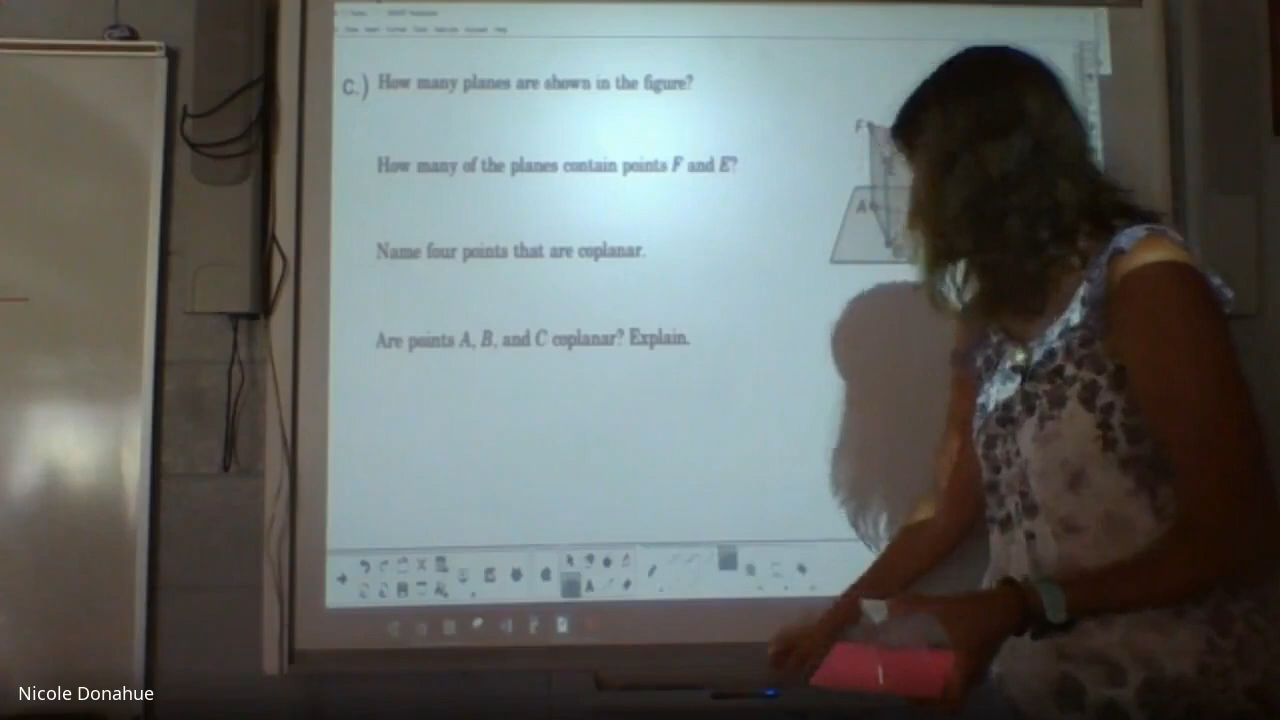 C.) How many planes are shown in the figure?
How many of the planes contain points F and E?
Name four points that are coplanar.
Are points A, B, and C coplanar? Explain.
F
A
Nicole Donahue